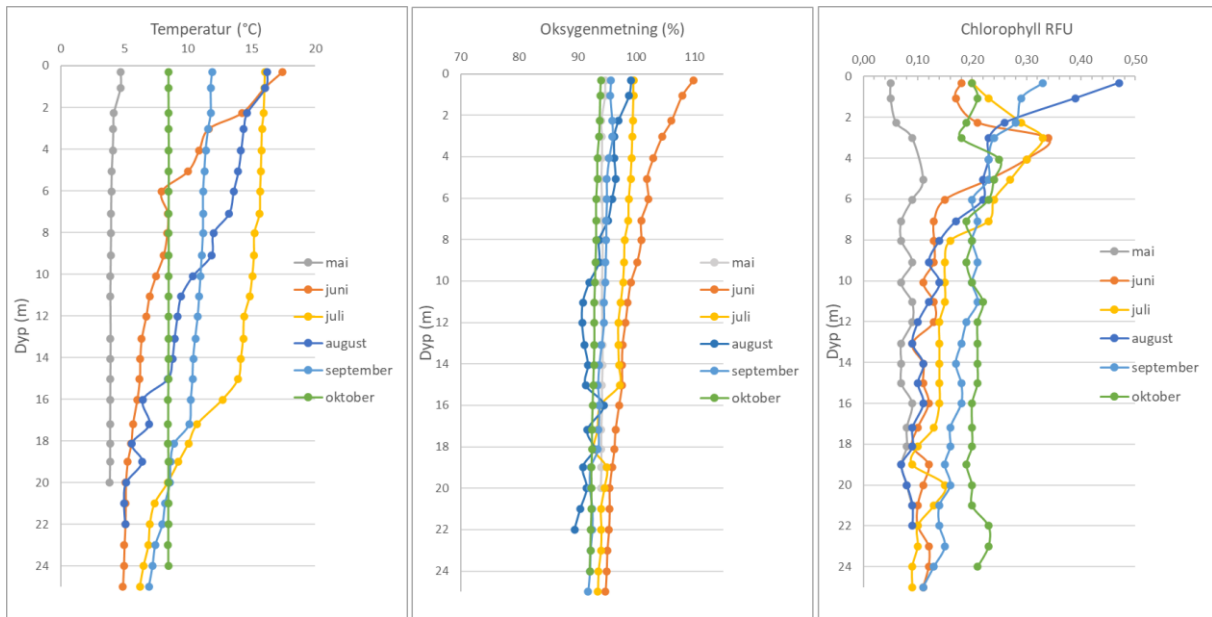 Temperatur (°C)
0 5 10 15 20
0
2
4
6
8
10
12
14
16
18
20
22
24
Dyp (m)
mai
juni
juli
august
september
oktober
Oksygenmetning (%)
70 80 90 100 110
0
2
4
6
8
10
12
14
16
18
20
22
24
Dyp (m)
mai
juni
juli
august
september
oktober
Chlorophyll RFU
0,00 0,10 0,20 0,30 0,40 0,50
0
2
4
6
8
10
12
14
16
18
20
22
24
Dyp (m)
mai
juni
juli
august
september
oktober